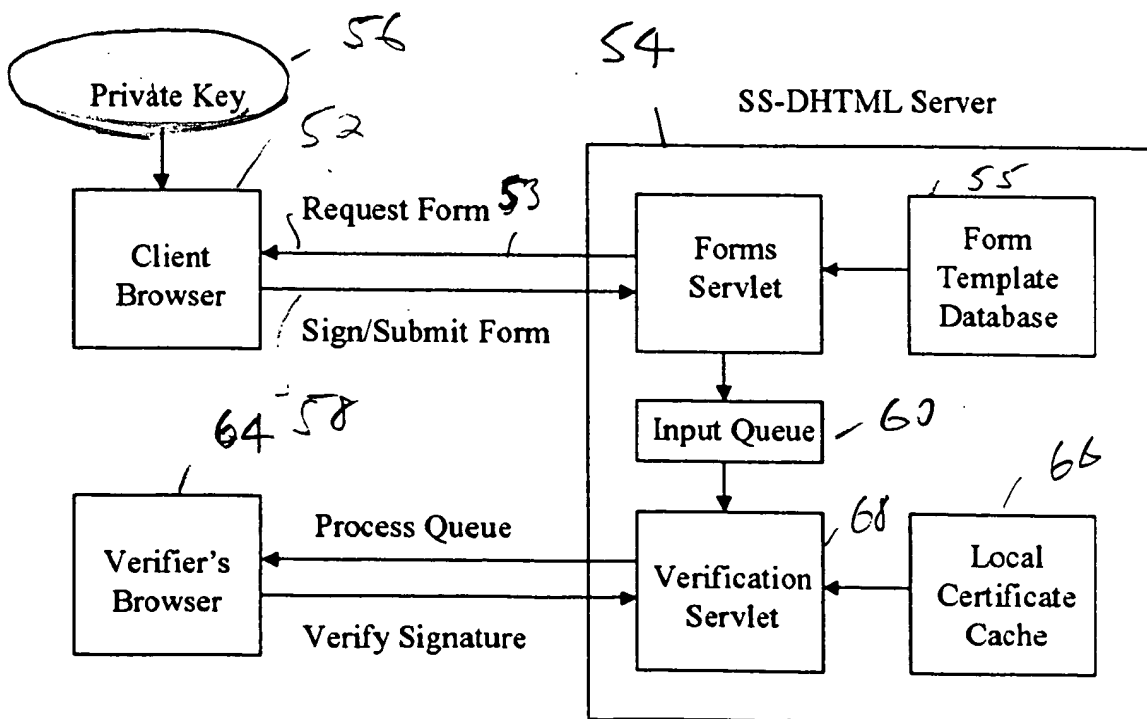 56
54
Private Key
SS-DHTML Server
52
55
Request Form 53
Client
Browser
Forms
Servlet
Form
Template
Database
Sign/Submit Form
64 58
Input Queue
60
66
Process Queue
68
Verifier's
Browser
Verification
Servlet
Local
Certificate
Cache
Verify Signature